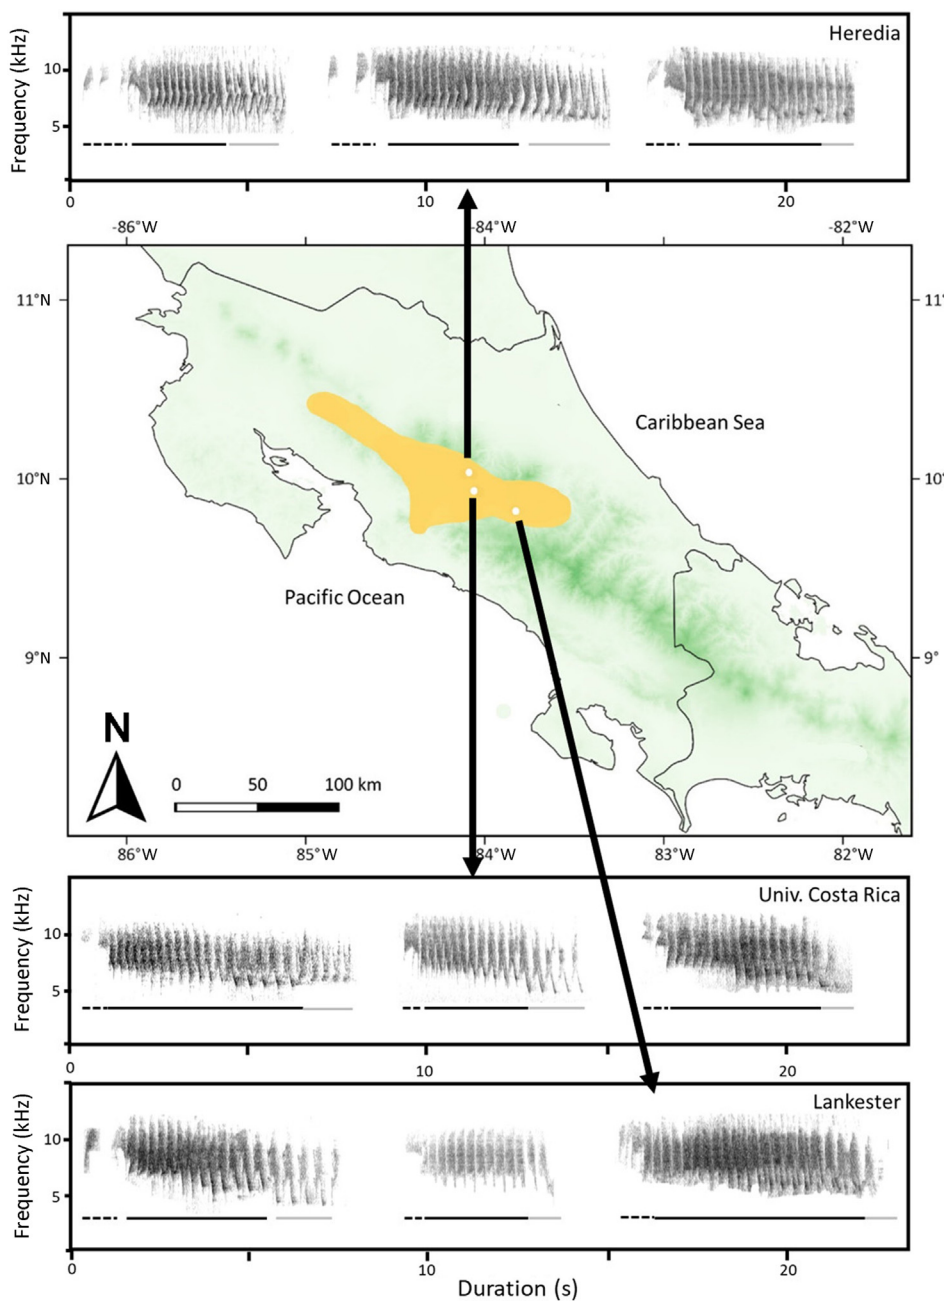 Heredia
Frequency (kHz)
10
5
0
10
20
-86°W
-84°W
-82°W
11°N
11°
Caribbean Sea
10°N
10°
Pacific Ocean
9°N
9°
N
0 50 100 km
86°W
85°W
84°W
83°W
82°W
Univ. Costa Rica
Frequency (kHz)
10
5
0
10
20
Lankester
Frequency (kHz)
10
5
0
10
20
Duration (s)